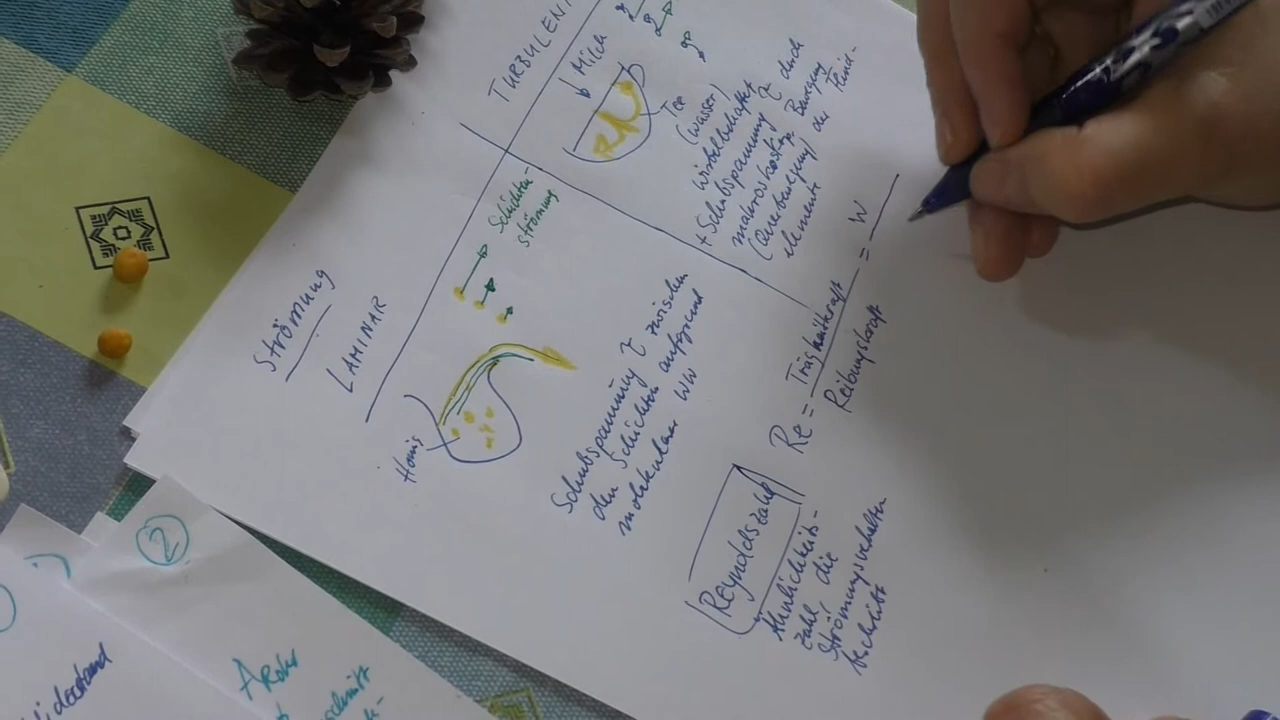 Strömung
LAMINAR
TURBULENT
Honig
Schichten-
strömung
Schubspannung τ zwischen
den Schichten aufgrund
molekularer WW
Milch
Tee
(Wasser)
wirbelbehaftet
+ Schubspannung τ durch
makroskop. Bewegung
(Querbewegung) der Fluid-
elemente
Reynoldszahl
Ähnlichkeits-
zahl, die
Strömungsverhalten
beschreibt
Re = Trägheitskraft = W
Reibungskraft
2
A Rohr